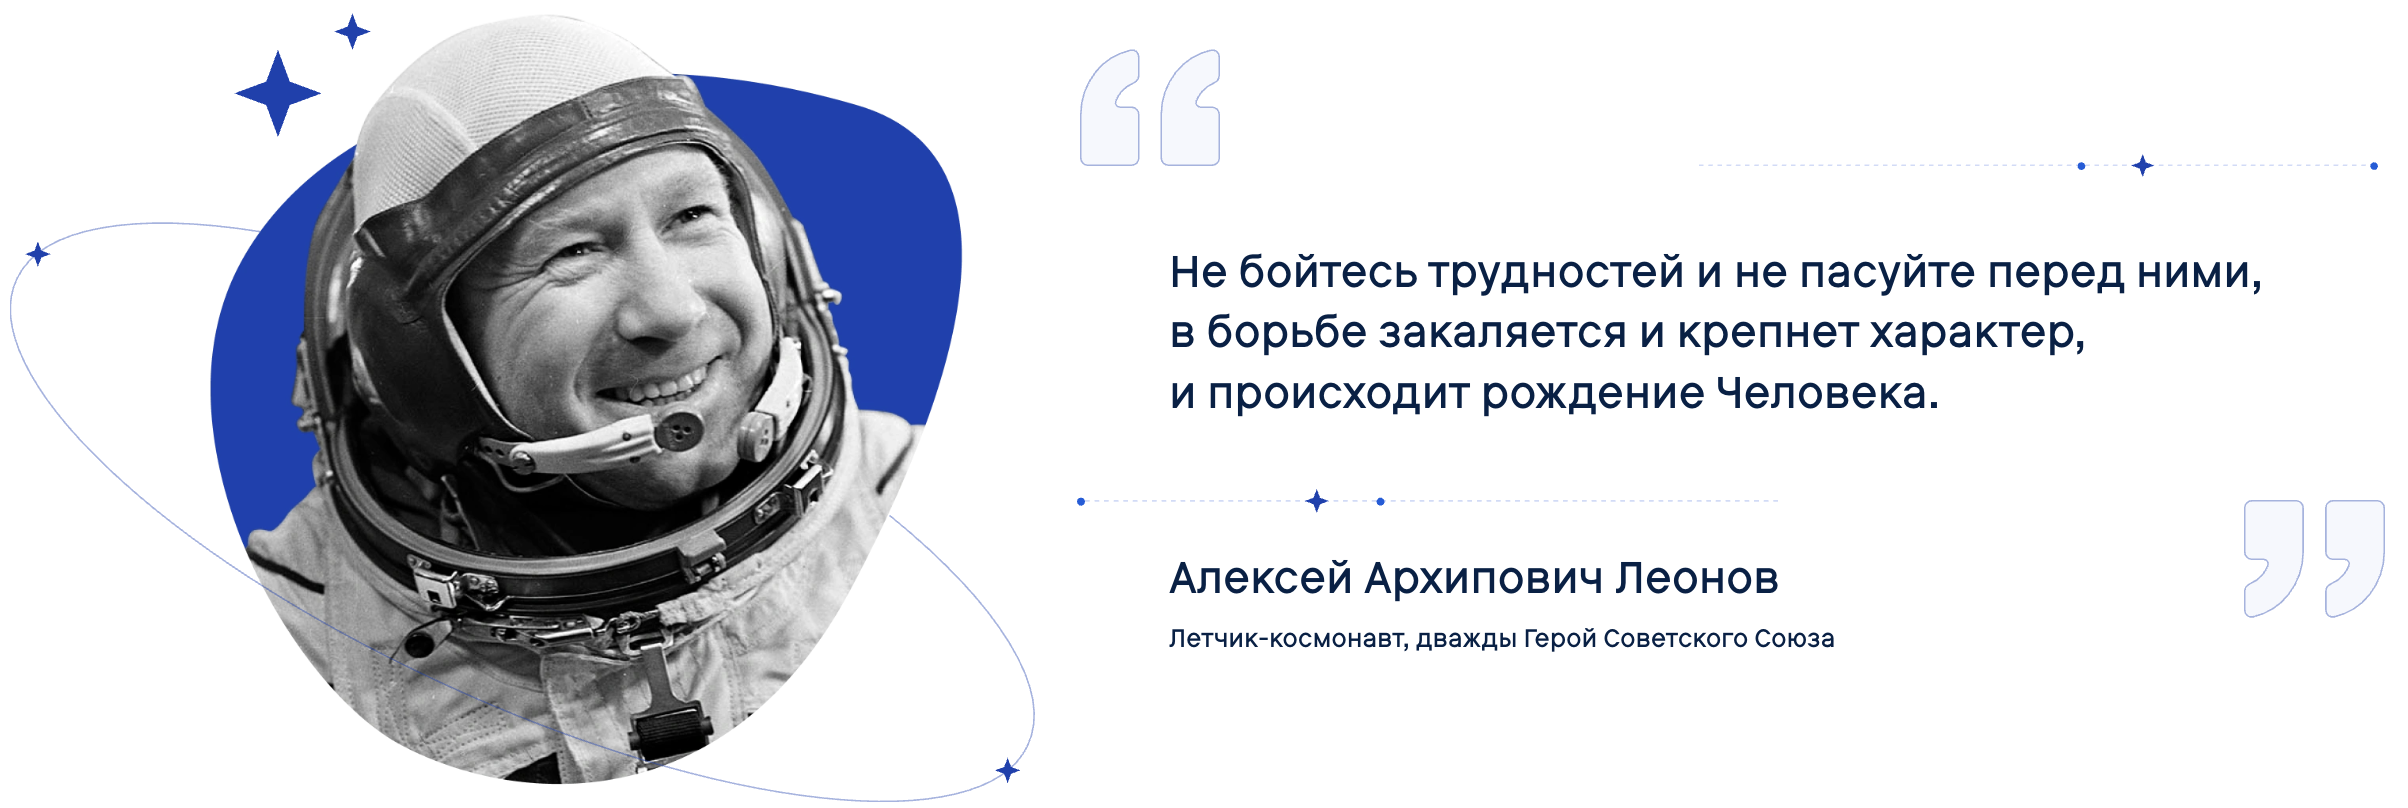 Не бойтесь трудностей и не пасуйте перед ними,
в борьбе закаляется и крепнет характер,
и происходит рождение Человека.
Алексей Архипович Леонов
Летчик-космонавт, дважды Герой Советского Союза